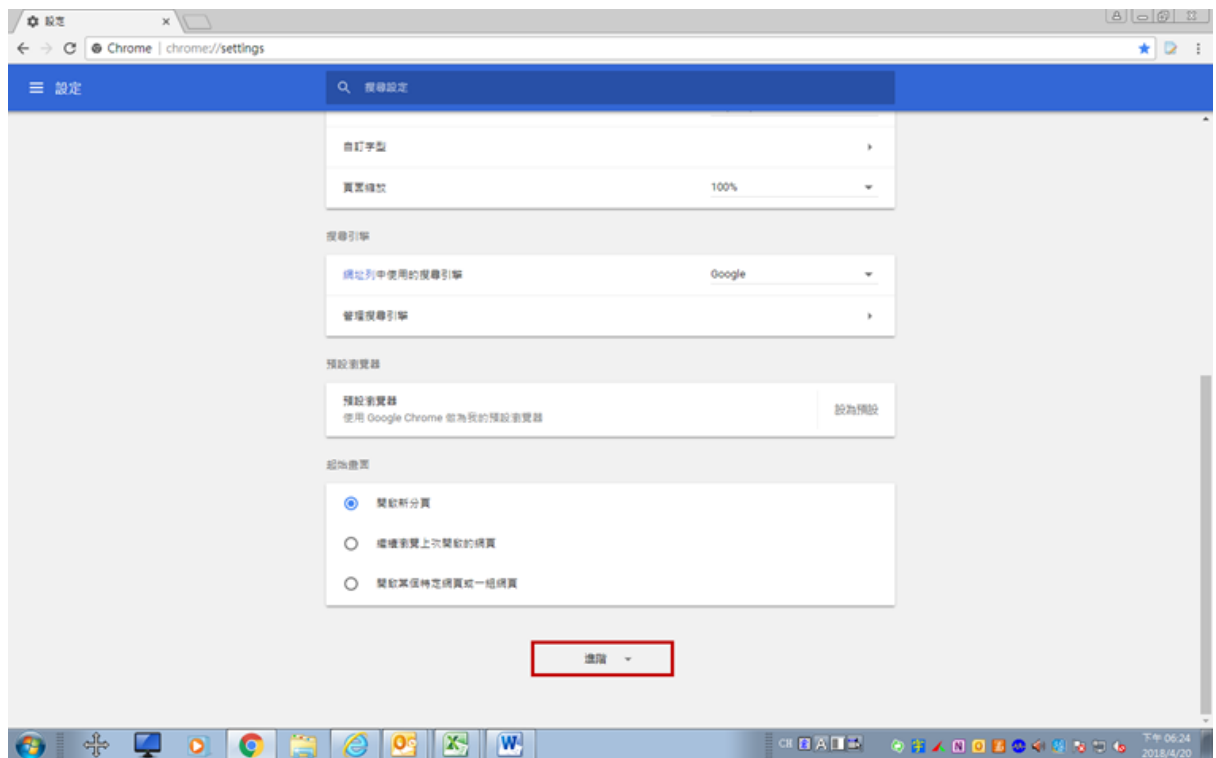 設定
Chrome | chrome://settings
設定
搜尋設定
自訂字型
頁面縮放 100%
搜尋引擎
網址列中使用的搜尋引擎 Google
管理搜尋引擎
預設瀏覽器
預設瀏覽器
使用 Google Chrome 做為我的預設瀏覽器
設為預設
起始畫面
開啟新分頁
繼續瀏覽上次開啟的網頁
開啟某個特定網頁或一組網頁
進階
CH
下午 06:24
2018/4/20